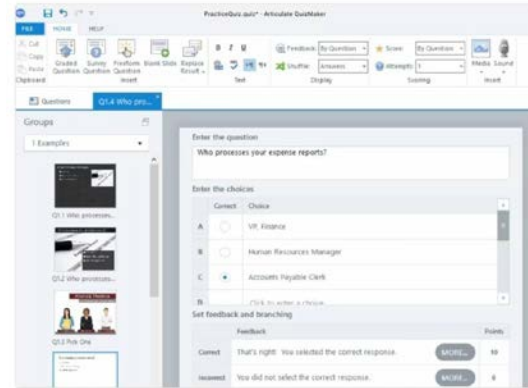 PracticeQuiz.quiz* - Articulate QuizMaker
FILE HOME HELP
Cut
Copy
Paste
Clipboard
Graded Question
Survey Question
Freeform Question
Blank Slide
Replace Result
Insert
B I U
Text
Feedback: By Question
Shuffle: Answers
Display
Score: By Question
Attempts: 1
Scoring
Media Sound
Insert
Questions
Q1.4 Who pro...
Groups
1 Examples
Q1.1 Who processes...
Q1.2 Who processes...
Q1.3 Pick One
Enter the question
Who processes your expense reports?
Enter the choices
Correct Choice
A VP, Finance
B Human Resources Manager
C Accounts Payable Clerk
D Click to enter a choice
Set feedback and branching
Feedback Points
Correct That's right! You selected the correct response. MORE... 10
Incorrect You did not select the correct response. MORE... 0